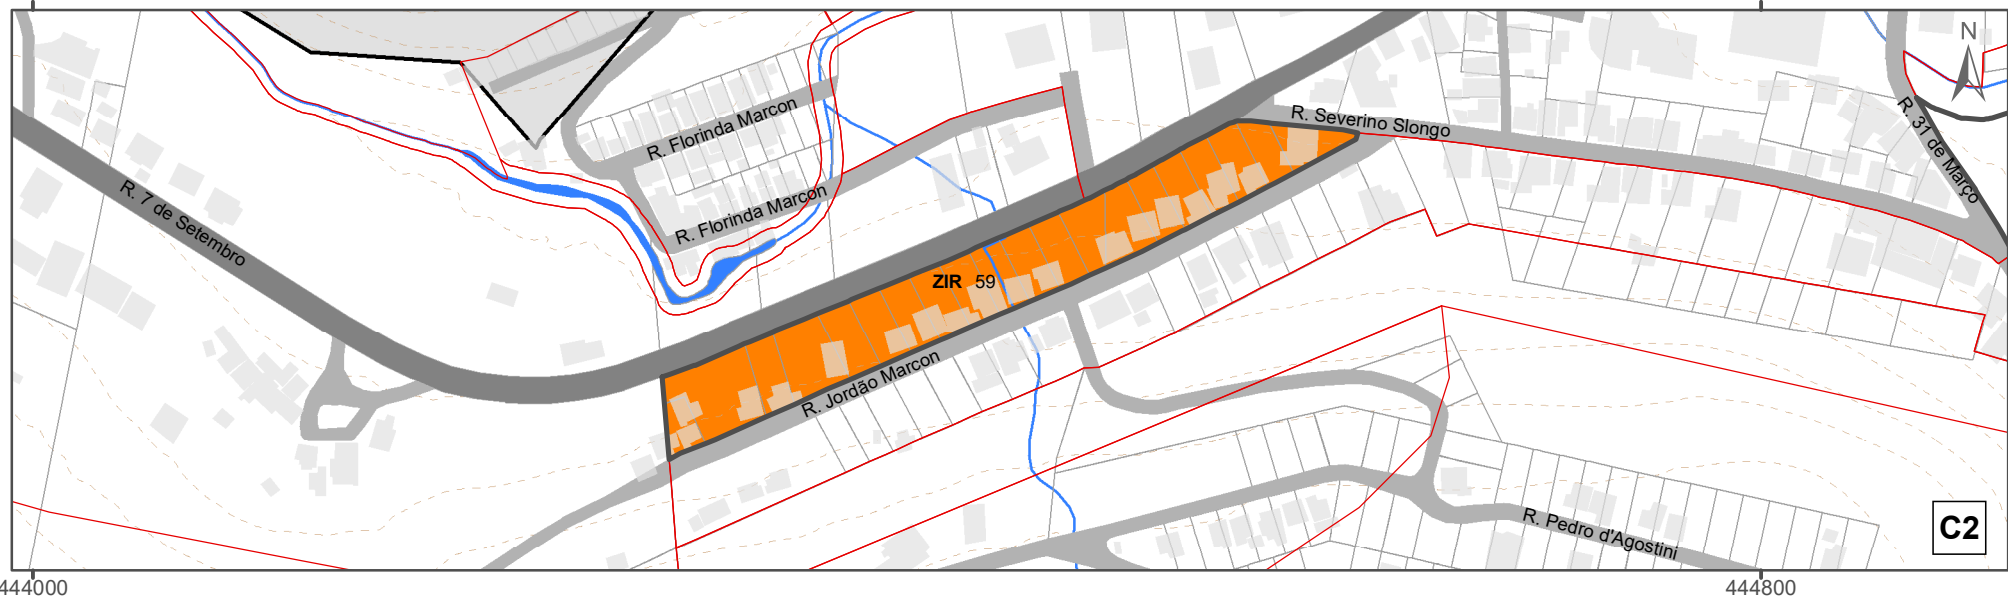 N
R. Severino Slongo
R. 31 de Março
R. Florinda Marcon
R. Florinda Marcon
R. 7 de Setembro
ZIR 59
R. Jordão Marcon
R. Pedro d'Agostini
C2
444000
444800